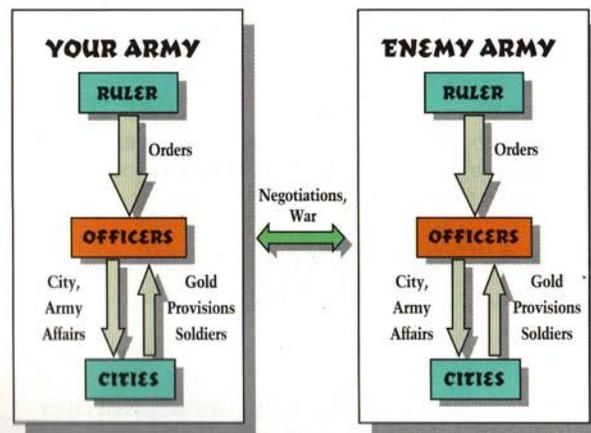 YOUR ARMY
RULER
Orders
OFFICERS
City,
Army
Affairs
Gold
Provisions
Soldiers
CITIES
Negotiations,
War
ENEMY ARMY
RULER
Orders
OFFICERS
City,
Army
Affairs
Gold
Provisions
Soldiers
CITIES